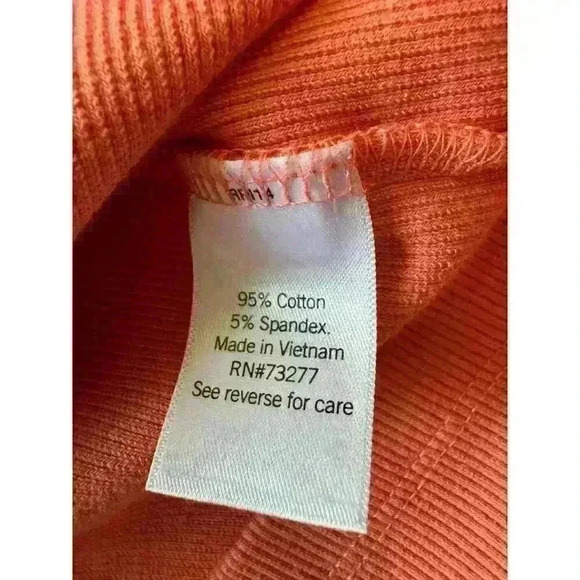 95% Cotton
5% Spandex.
Made in Vietnam
RN#73277
See reverse for care